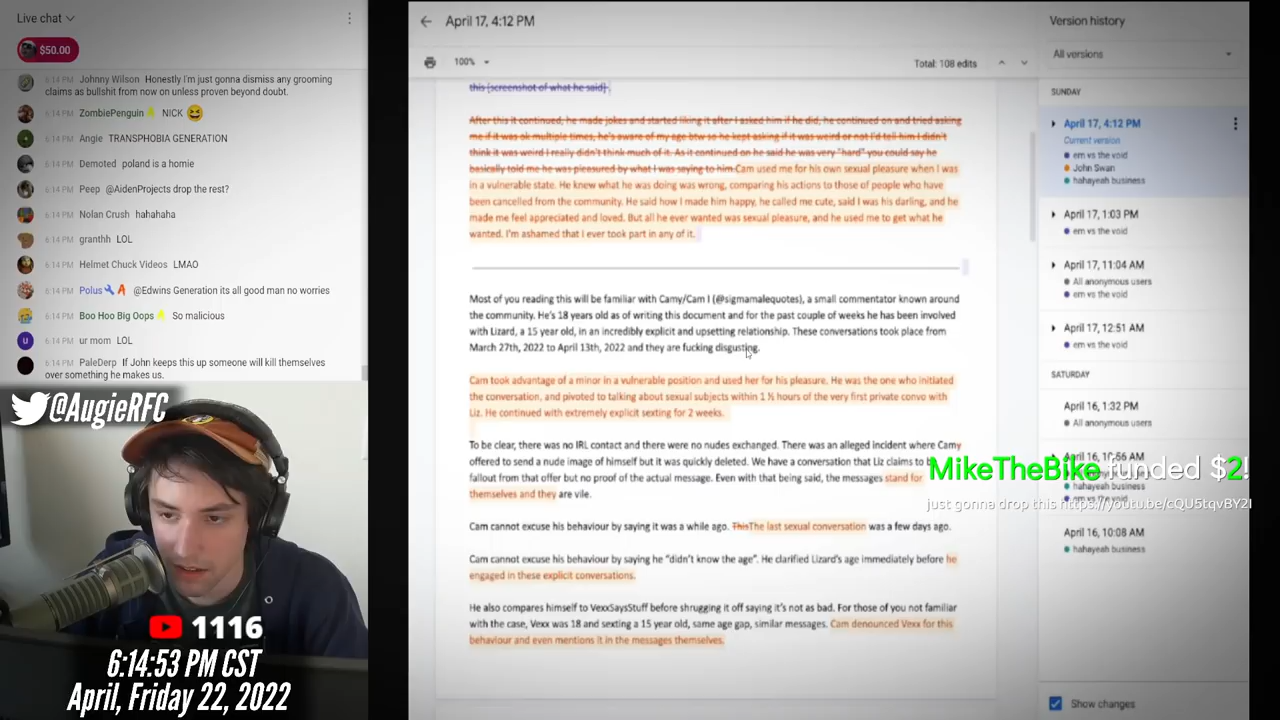 Live chat
$50.00
6:14 PM Johnny Wilson Honestly I'm just gonna dismiss any grooming
claims as bullshit from now on unless proven beyond doubt.
6:14 PM ZombiePenguin NICK
6:14 PM Angie TRANSPHOBIA GENERATION
6:14 PM Demoted poland is a homie
6:14 PM Peep @AidenProjects drop the rest?
6:14 PM Nolan Crush hahahaha
6:14 PM granthh LOL
6:14 PM Helmet Chuck Videos LMAO
6:14 PM Polus @Edwins Generation its all good man no worries
6:14 PM Boo Hoo Big Oops So malicious
6:14 PM ur mom LOL
6:14 PM PaleDerp If John keeps this up someone will kill themselves
over something he makes us.
@AugieRFC
1116
6:14:53 PM CST
April, Friday 22, 2022
April 17, 4:12 PM
100%
Total: 108 edits
this [screenshot of what he said].
After this it continued, he made jokes and started liking it after I asked him if he did, he continued on and tried asking
me if it was ok multiple times, he's aware of my age btw so he kept asking if it was weird or not I'd tell him I didn't
think it was weird I really didn't think much of it. As it continued on he said he was very "hard" you could say he
basically told me he was pleasured by what I was saying to him.Cam used me for his own sexual pleasure when I was
in a vulnerable state. He knew what he was doing was wrong, comparing his actions to those of people who have
been cancelled from the community. He said how I made him happy, he called me cute, said I was his darling, and he
made me feel appreciated and loved. But all he ever wanted was sexual pleasure, and he used me to get what he
wanted. I'm ashamed that I ever took part in any of it.
Most of you reading this will be familiar with Camy/Cam I (@sigmamalequotes), a small commentator known around
the community. He's 18 years old as of writing this document and for the past couple of weeks he has been involved
with Lizard, a 15 year old, in an incredibly explicit and upsetting relationship. These conversations took place from
March 27th, 2022 to April 13th, 2022 and they are fucking disgusting.
Cam took advantage of a minor in a vulnerable position and used her for his pleasure. He was the one who initiated
the conversation, and pivoted to talking about sexual subjects within 1 ½ hours of the very first private convo with
Liz. He continued with extremely explicit sexting for 2 weeks.
To be clear, there was no IRL contact and there were no nudes exchanged. There was an alleged incident where Camy
offered to send a nude image of himself but it was quickly deleted. We have a conversation that Liz claims to
fallout from that offer but no proof of the actual message. Even with that being said, the messages stand for
themselves and they are vile.
Cam cannot excuse his behaviour by saying it was a while ago. ThisThe last sexual conversation was a few days ago.
Cam cannot excuse his behaviour by saying he "didn't know the age". He clarified Lizard's age immediately before he
engaged in these explicit conversations.
He also compares himself to VexxSaysStuff before shrugging it off saying it's not as bad. For those of you not familiar
with the case, Vexx was 18 and sexting a 15 year old, same age gap, similar messages. Cam denounced Vexx for this
behaviour and even mentions it in the messages themselves.
Version history
All versions
SUNDAY
April 17, 4:12 PM
Current version
em vs the void
John Swan
hahayeah business
April 17, 1:03 PM
em vs the void
April 17, 11:04 AM
All anonymous users
em vs the void
April 17, 12:51 AM
em vs the void
SATURDAY
April 16, 1:32 PM
All anonymous users
April 16, 10:56 AM
hahayeah business
em vs the void
April 16, 10:08 AM
hahayeah business
Show changes
MikeTheBike funded $2!
just gonna drop this https://youtu.be/cQU5tqvBY2I